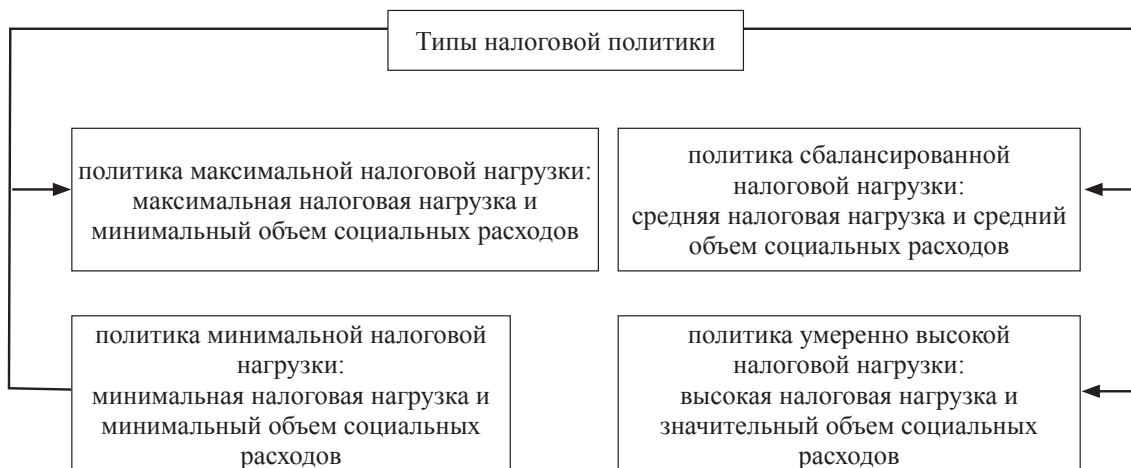 Типы налоговой политики
политика максимальной налоговой нагрузки:
максимальная налоговая нагрузка и
минимальный объем социальных расходов
политика сбалансированной
налоговой нагрузки:
средняя налоговая нагрузка и средний
объем социальных расходов
политика минимальной налоговой
нагрузки:
минимальная налоговая нагрузка и
минимальный объем социальных
расходов
политика умеренно высокой
налоговой нагрузки:
высокая налоговая нагрузка и
значительный объем социальных
расходов